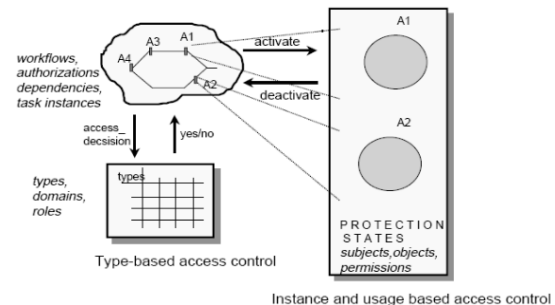 A3
A1
A4
A2
workflows,
authorizations
dependencies,
task instances
activate
deactivate
access_
decsision
yes/no
types
types,
domains,
roles
Type-based access control
A1
A2
PROTECTION
STATES
subjects,objects,
permissions
Instance and usage based access control